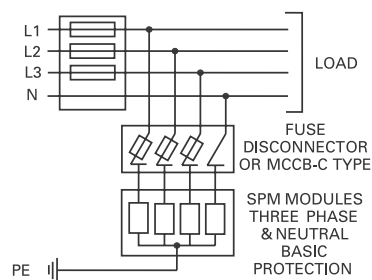 L1
L2
L3
N
LOAD
FUSE
DISCONNECTOR
OR MCCB-C TYPE
SPM MODULES
THREE PHASE
& NEUTRAL
BASIC
PROTECTION
PE